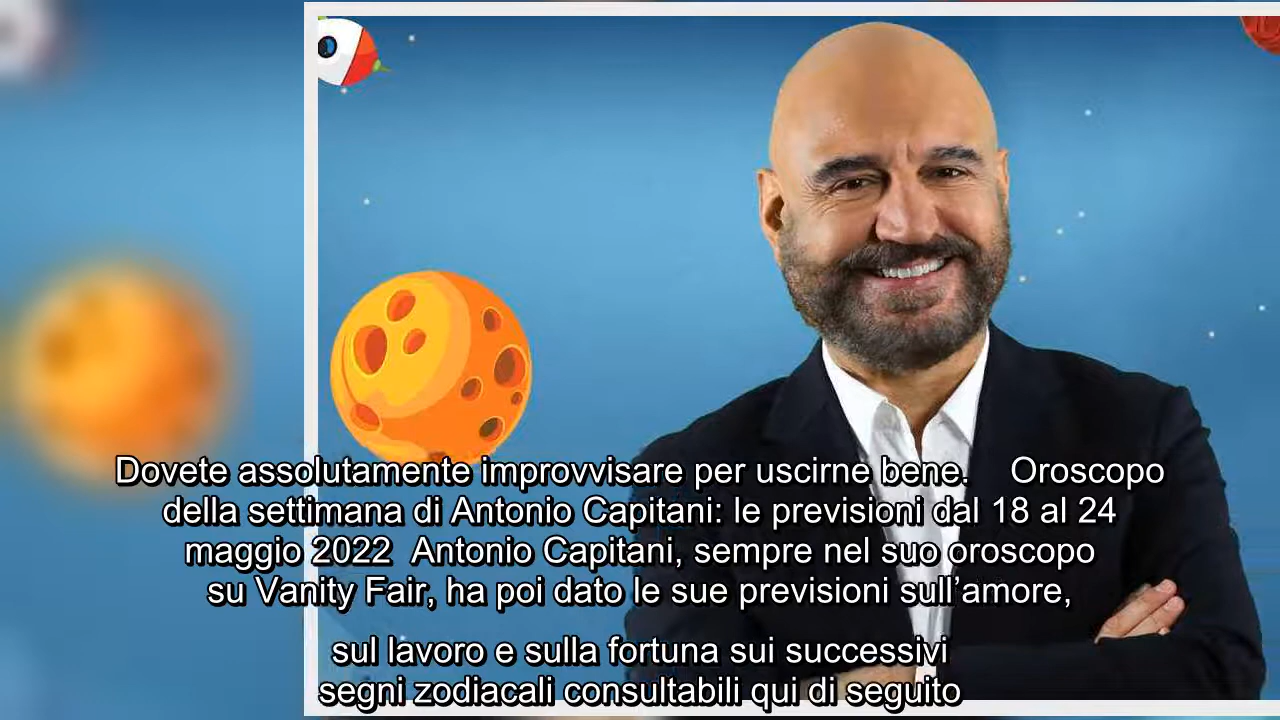 Dovete assolutamente improvvisare per uscirne bene. Oroscopo
della settimana di Antonio Capitani: le previsioni dal 18 al 24
maggio 2022 Antonio Capitani, sempre nel suo oroscopo
su Vanity Fair, ha poi dato le sue previsioni sull’amore,
sul lavoro e sulla fortuna sui successivi
segni zodiacali consultabili qui di seguito